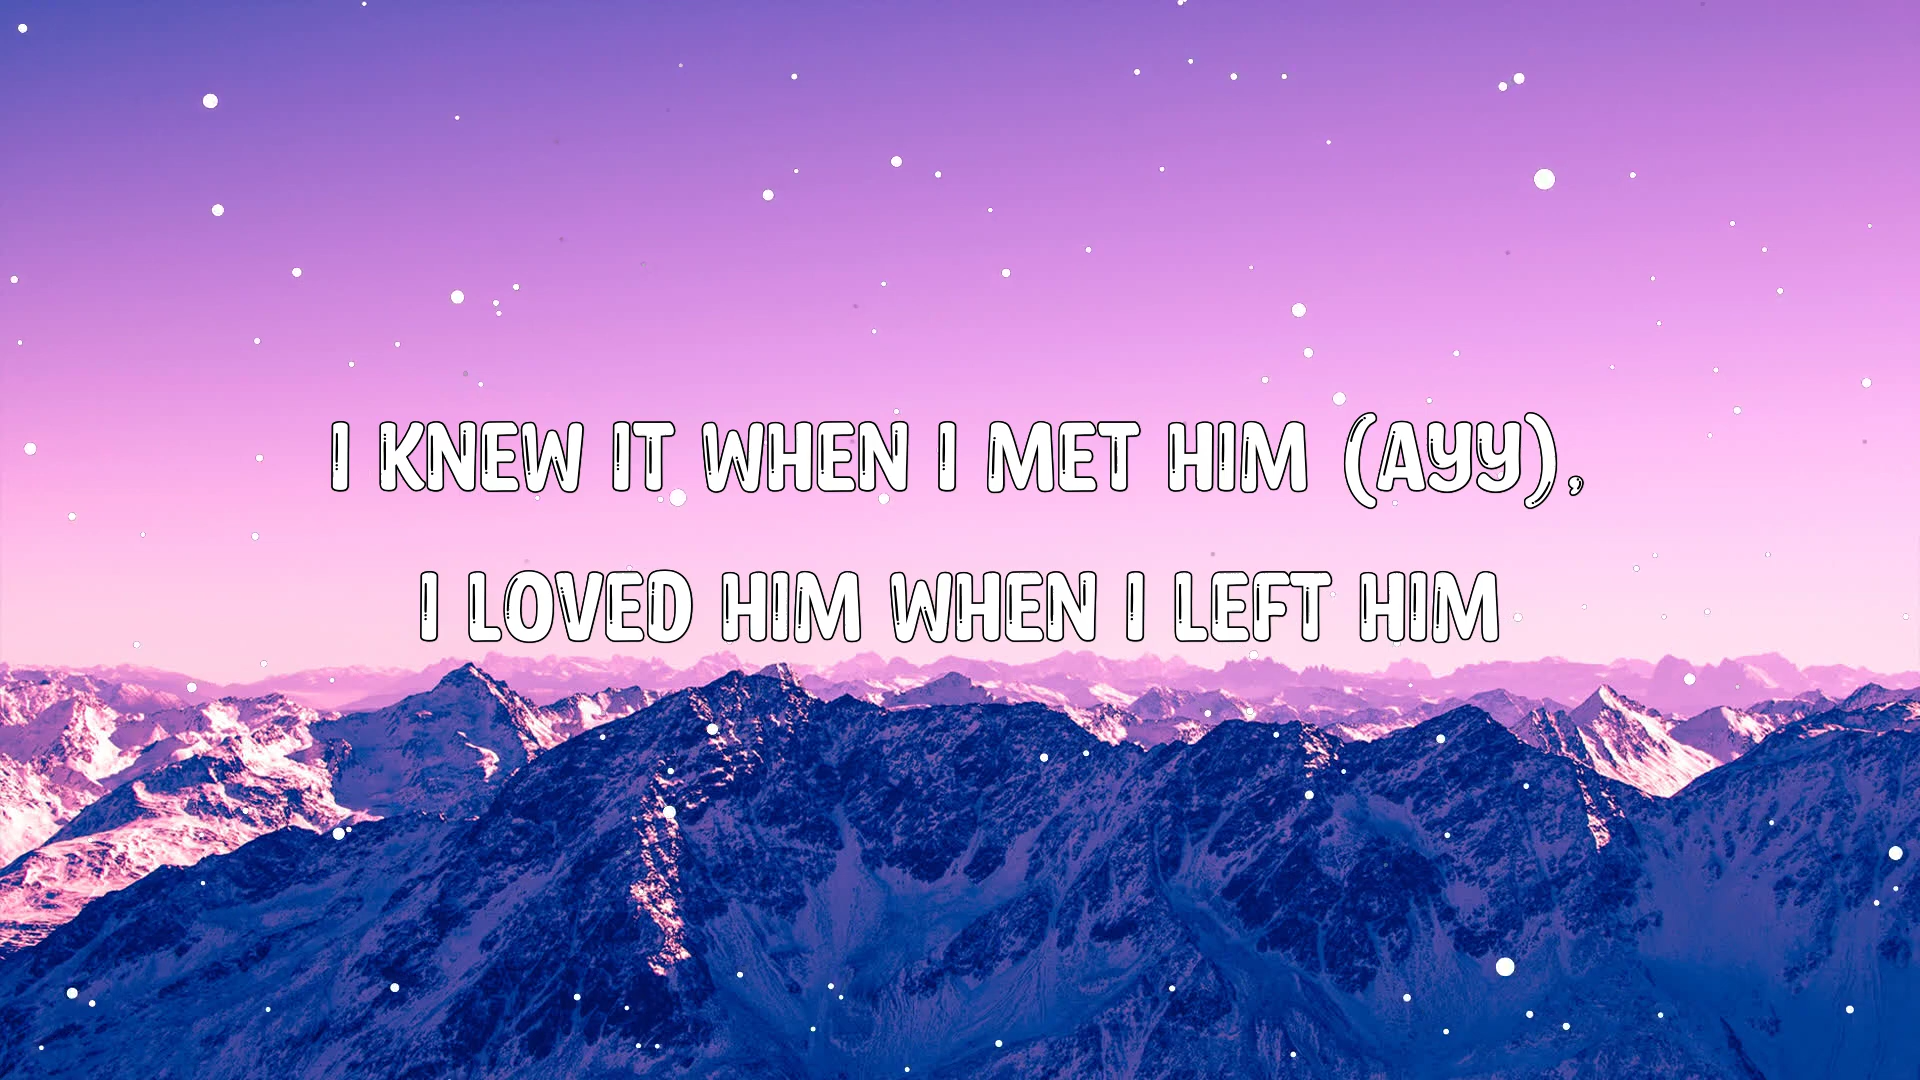 I KNEW IT WHEN I MET HIM (AYY),
I LOVED HIM WHEN I LEFT HIM